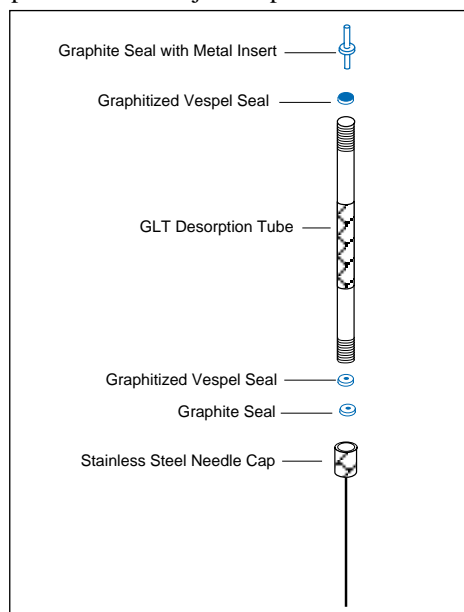 Graphite Seal with Metal Insert
Graphitized Vespel Seal
GLT Desorption Tube
Graphitized Vespel Seal
Graphite Seal
Stainless Steel Needle Cap